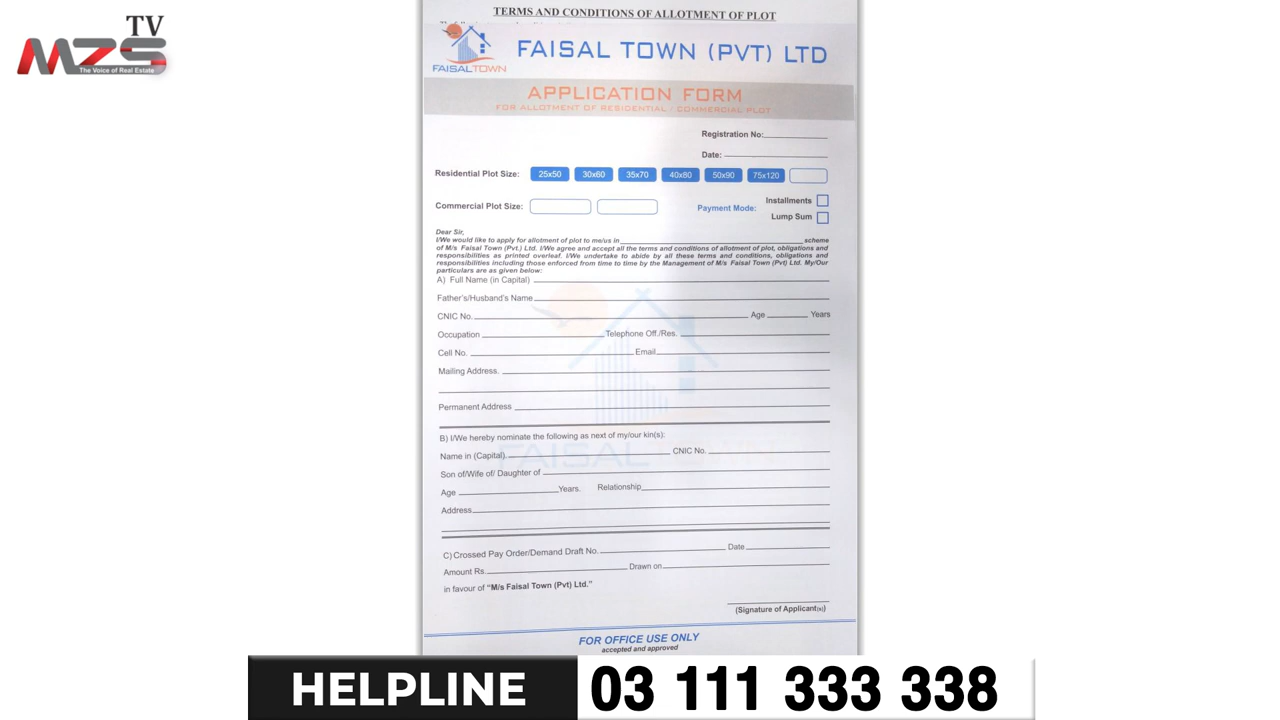 TV
MZS
The Voice of Real Estate
TERMS AND CONDITIONS OF ALLOTMENT OF PLOT
FAISALTOWN
FAISAL TOWN (PVT) LTD
APPLICATION FORM
FOR ALLOTMENT OF RESIDENTIAL / COMMERCIAL PLOT
Registration No:
Date:
Residential Plot Size: 25x50 30x60 35x70 40x80 50x90 75x120
Commercial Plot Size:
Payment Mode: Installments
Lump Sum
Dear Sir,
I/We would like to apply for allotment of plot to me/us in scheme
of M/s Faisal Town (Pvt.) Ltd. I/We agree and accept all the terms and conditions of allotment of plot, obligations and
responsibilities as printed overleaf. I/We undertake to abide by all these terms and conditions, obligations and
responsibilities including those enforced from time to time by the Management of M/s Faisal Town (Pvt) Ltd. My/Our
particulars are as given below:
A) Full Name (in Capital)
Father's/Husband's Name
CNIC No. Age Years
Occupation Telephone Off./Res.
Cell No. Email
Mailing Address.
Permanent Address
B) I/We hereby nominate the following as next of my/our kin(s):
Name in (Capital). CNIC No.
Son of/Wife of/ Daughter of
Age Years. Relationship
Address
C) Crossed Pay Order/Demand Draft No. Date
Amount Rs. Drawn on
in favour of "M/s Faisal Town (Pvt) Ltd."
(Signature of Applicant(s))
FOR OFFICE USE ONLY
accepted and approved
HELPLINE 03 111 333 338